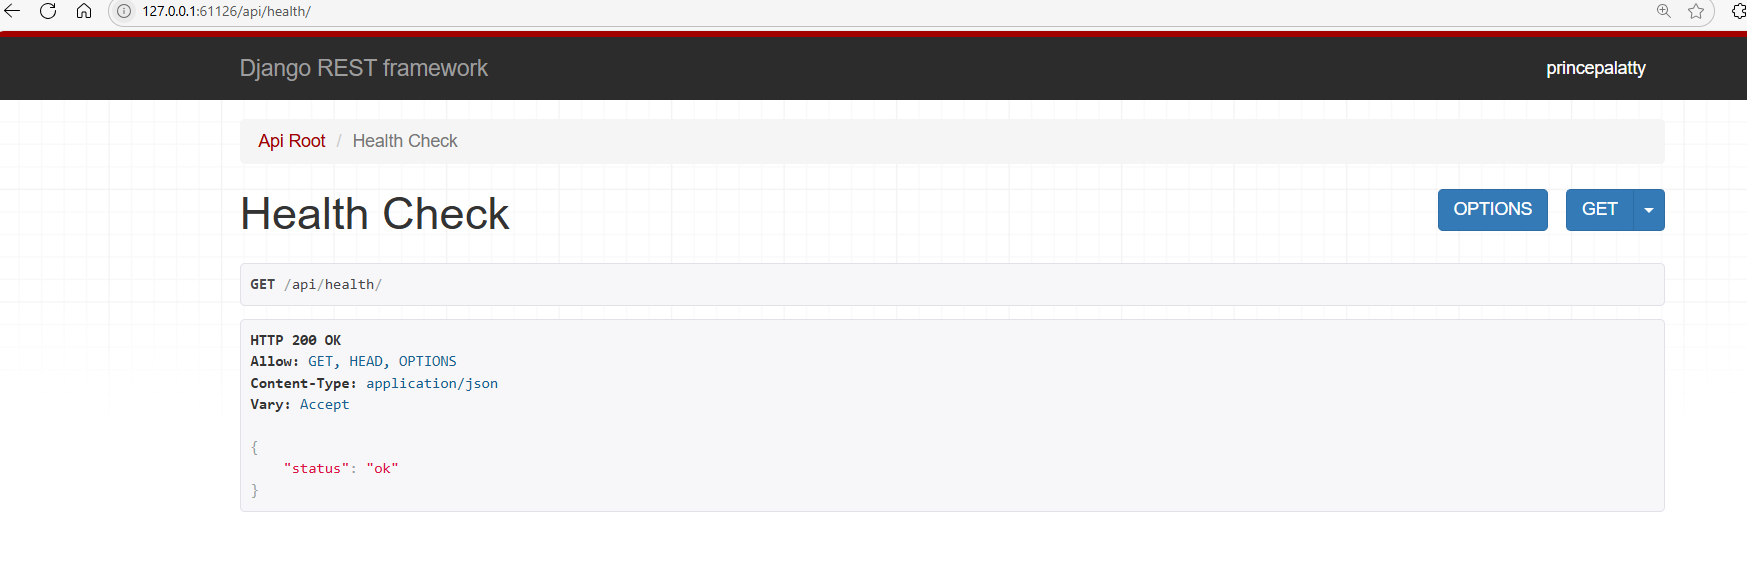 127.0.0.1:61126/api/health/
Django REST framework
princepalatty
Api Root / Health Check
Health Check
OPTIONS
GET
GET /api/health/
HTTP 200 OK
Allow: GET, HEAD, OPTIONS
Content-Type: application/json
Vary: Accept
{
    "status": "ok"
}